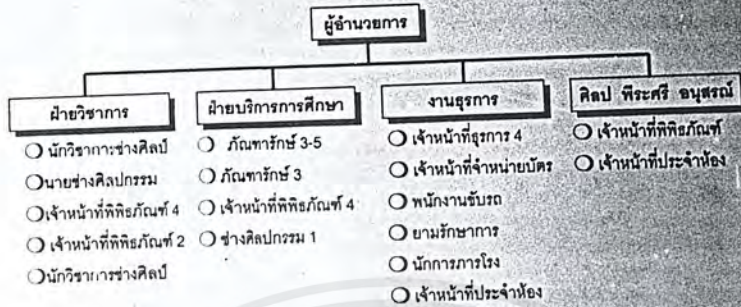 ผู้อำนวยการ
ฝ่ายวิชาการ
นักวิชาการช่างศิลป์
นายช่างศิลปกรรม
เจ้าหน้าที่พิพิธภัณฑ์ 4
เจ้าหน้าที่พิพิธภัณฑ์ 2
นักวิชาการช่างศิลป์
ฝ่ายบริการการศึกษา
ภัณฑารักษ์ 3-5
ภัณฑารักษ์ 3
เจ้าหน้าที่พิพิธภัณฑ์ 4
ช่างศิลปกรรม 1
งานธุรการ
เจ้าหน้าที่ธุรการ 4
เจ้าหน้าที่จำหน่ายบัตร
พนักงานขับรถ
ยามรักษาการ
นักการภารโรง
เจ้าหน้าที่ประจำห้อง
ศิลป พีระศรี อนุสรณ์
เจ้าหน้าที่พิพิธภัณฑ์
เจ้าหน้าที่ประจำห้อง